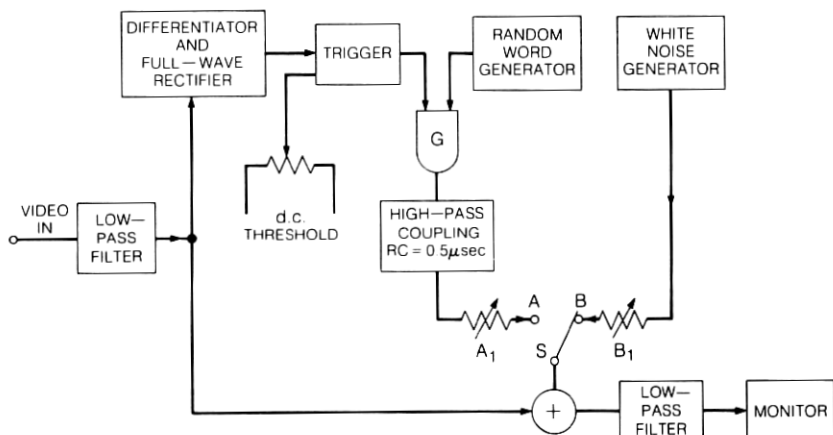 DIFFERENTIATOR
AND
FULL—WAVE
RECTIFIER
TRIGGER
RANDOM
WORD
GENERATOR
WHITE
NOISE
GENERATOR
G
d.c.
THRESHOLD
VIDEO
IN
LOW—
PASS
FILTER
HIGH—PASS
COUPLING
RC = 0.5μsec
A
B
A1
S
B1
+
LOW—
PASS
FILTER
MONITOR